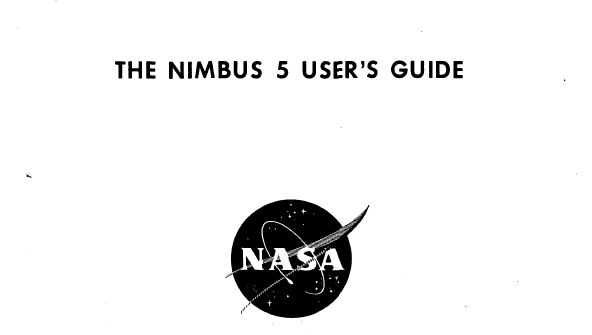 THE NIMBUS 5 USER'S GUIDE
NASA